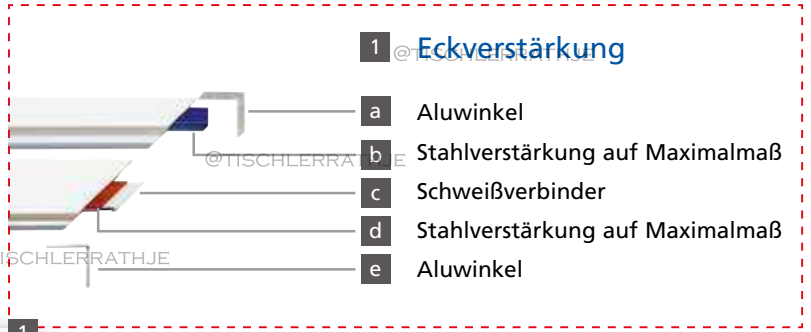 1 Eckverstärkung
@TISCHLERRATHJE
a Aluwinkel
b Stahlverstärkung auf Maximalmaß
@TISCHLERRATHJE
c Schweißverbinder
d Stahlverstärkung auf Maximalmaß
ISCHLERRATHJE
e Aluwinkel
1